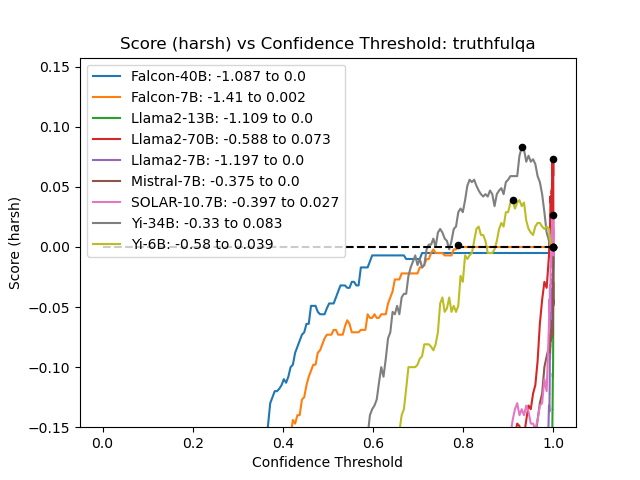 Score (harsh) vs Confidence Threshold: truthfulqa
0.15
0.10
0.05
0.00
−0.05
−0.10
−0.15
Score (harsh)
Falcon-40B: -1.087 to 0.0
Falcon-7B: -1.41 to 0.002
Llama2-13B: -1.109 to 0.0
Llama2-70B: -0.588 to 0.073
Llama2-7B: -1.197 to 0.0
Mistral-7B: -0.375 to 0.0
SOLAR-10.7B: -0.397 to 0.027
Yi-34B: -0.33 to 0.083
Yi-6B: -0.58 to 0.039
0.0 0.2 0.4 0.6 0.8 1.0
Confidence Threshold